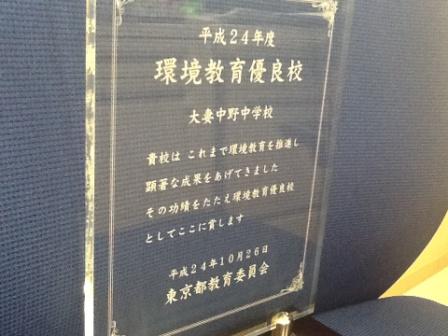 平成24年度
環境教育優良校
大妻中野中学校
貴校は これまで環境教育を推進し
顕著な成果をあげてきました
その功績をたたえ環境教育優良校
としてここに賞します
平成24年10月26日
東京都教育委員会